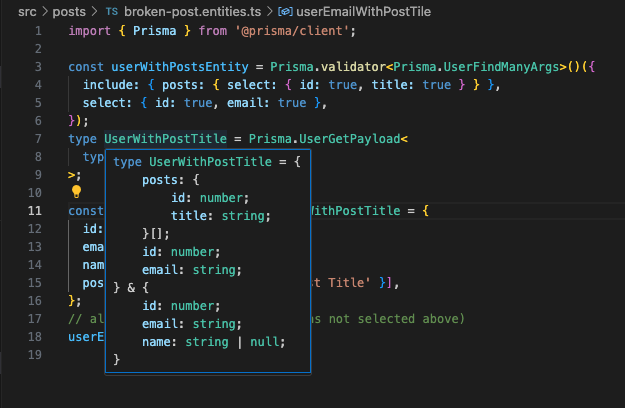 src > posts > TS broken-post.entities.ts > userEmailWithPostTile
1 import { Prisma } from '@prisma/client';
2
3 const userWithPostsEntity = Prisma.validator<Prisma.UserFindManyArgs>()({
4 include: { posts: { select: { id: true, title: true } } },
5 select: { id: true, email: true },
6 });
7 type UserWithPostTitle = Prisma.UserGetPayload<
8 typ
9 >;
10
11 const WithPostTitle = {
12 id:
13 ema
14 nam
15 pos st Title' }],
16 };
17 // al as not selected above)
18 userE
19
type UserWithPostTitle = {
posts: {
id: number;
title: string;
}[];
id: number;
email: string;
} & {
id: number;
email: string;
name: string | null;
}